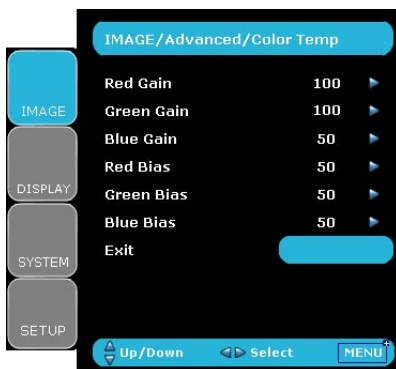 IMAGE/Advanced/Color Temp
IMAGE
DISPLAY
SYSTEM
SETUP
Red Gain 100
Green Gain 100
Blue Gain 50
Red Bias 50
Green Bias 50
Blue Bias 50
Exit
Up/Down Select MENU